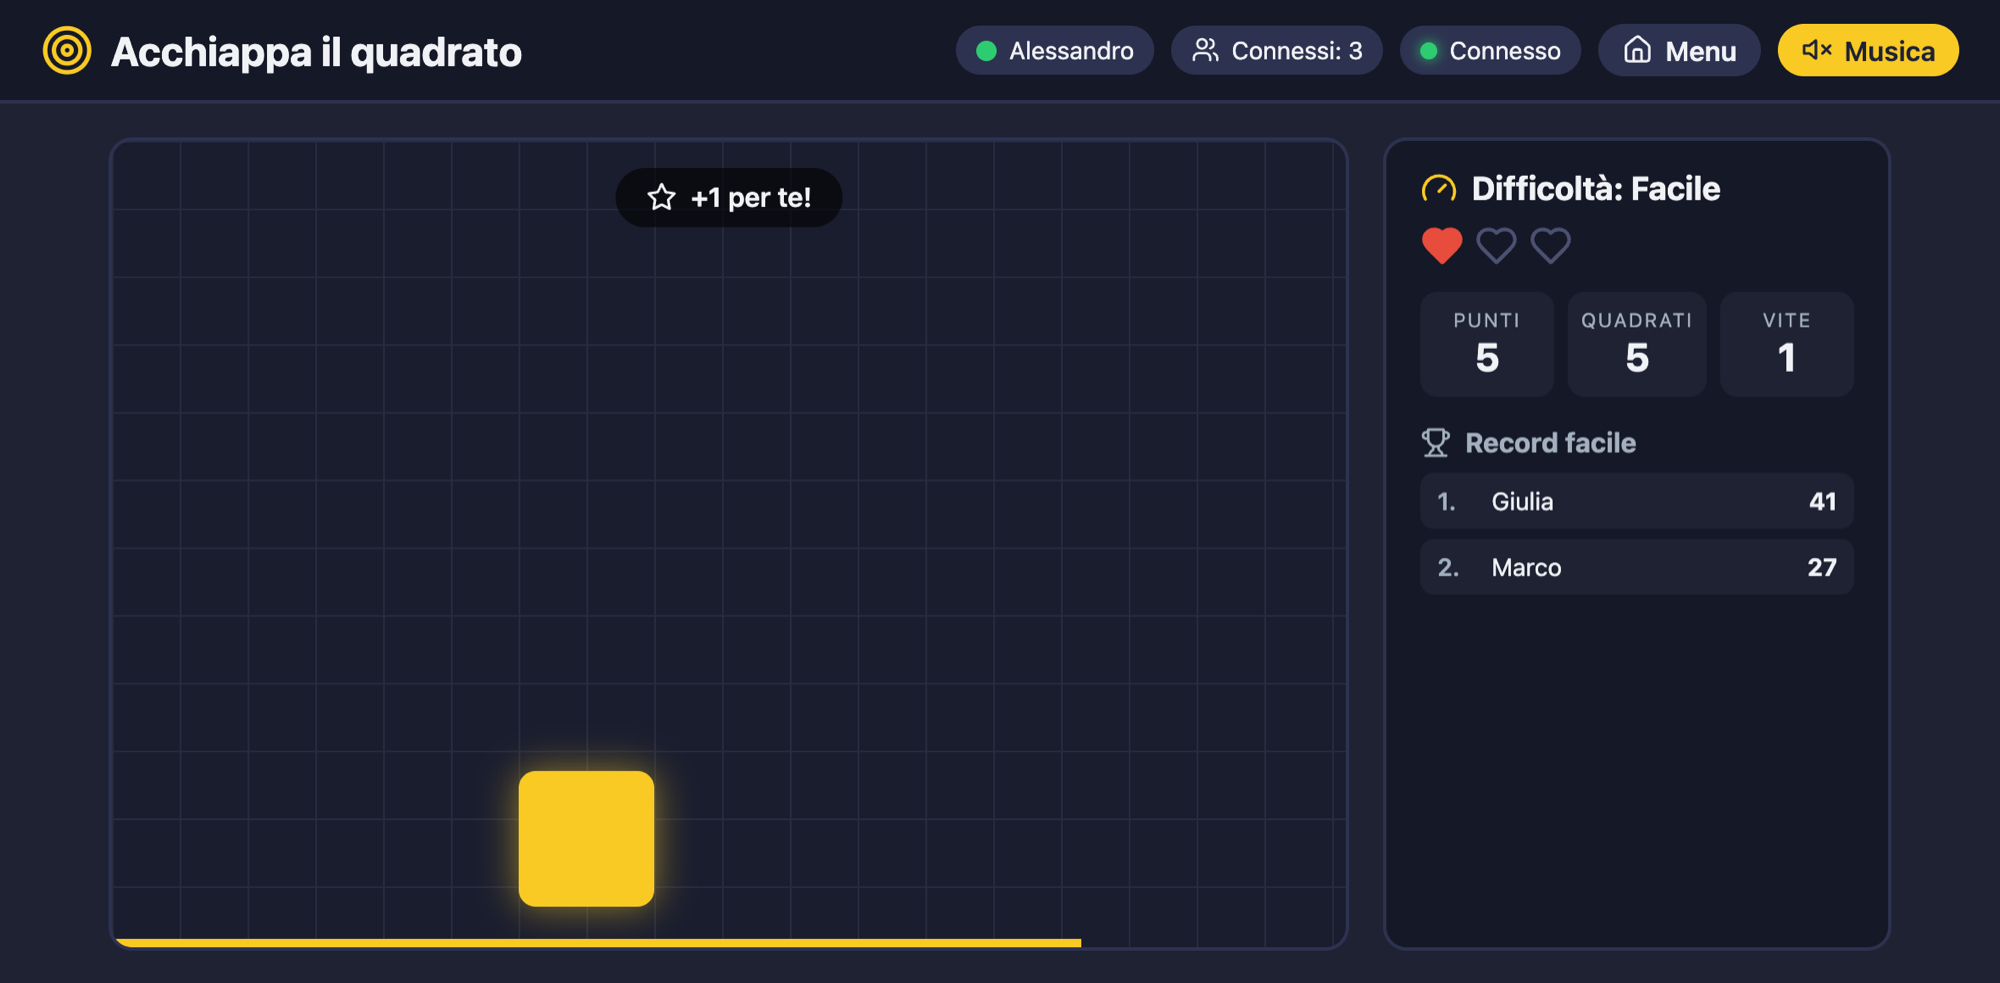 Acchiappa il quadrato
Alessandro
Connessi: 3
Connesso
Menu
Musica
+1 per te!
Difficoltà: Facile
PUNTI
5
QUADRATI
5
VITE
1
Record facile
1. Giulia 41
2. Marco 27